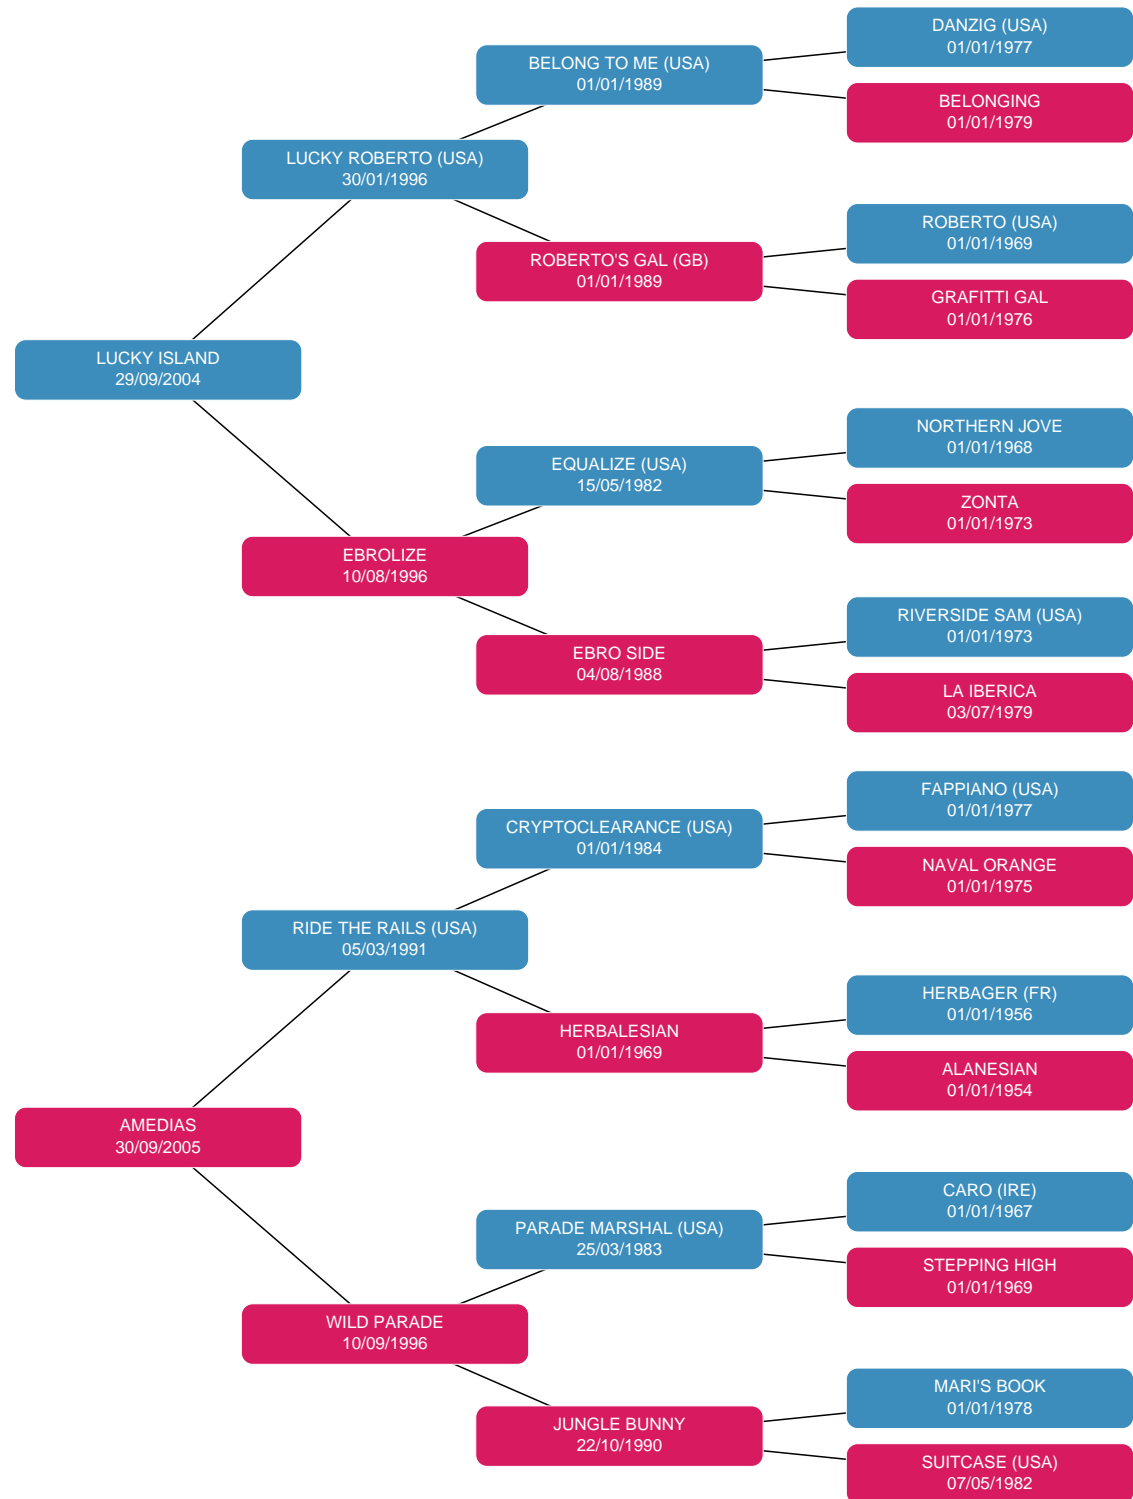 DANZIG (USA)
01/01/1977
BELONG TO ME (USA)
01/01/1989
BELONGING
01/01/1979
LUCKY ROBERTO (USA)
30/01/1996
ROBERTO (USA)
01/01/1969
ROBERTO'S GAL (GB)
01/01/1989
GRAFITTI GAL
01/01/1976
LUCKY ISLAND
29/09/2004
NORTHERN JOVE
01/01/1968
EQUALIZE (USA)
15/05/1982
ZONTA
01/01/1973
EBROLIZE
10/08/1996
RIVERSIDE SAM (USA)
01/01/1973
EBRO SIDE
04/08/1988
LA IBERICA
03/07/1979
FAPPIANO (USA)
01/01/1977
CRYPTOCLEARANCE (USA)
01/01/1984
NAVAL ORANGE
01/01/1975
RIDE THE RAILS (USA)
05/03/1991
HERBAGER (FR)
01/01/1956
HERBALESIAN
01/01/1969
ALANESIAN
01/01/1954
AMEDIAS
30/09/2005
CARO (IRE)
01/01/1967
PARADE MARSHAL (USA)
25/03/1983
STEPPING HIGH
01/01/1969
WILD PARADE
10/09/1996
MARI'S BOOK
01/01/1978
JUNGLE BUNNY
22/10/1990
SUITCASE (USA)
07/05/1982